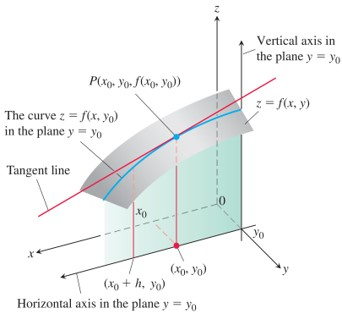 z
Vertical axis in
the plane y = y₀
P(x₀, y₀, f(x₀, y₀))
z = f(x, y)
The curve z = f(x, y₀)
in the plane y = y₀
Tangent line
x₀
0
x
y₀
(x₀, y₀)
y
(x₀ + h, y₀)
Horizontal axis in the plane y = y₀